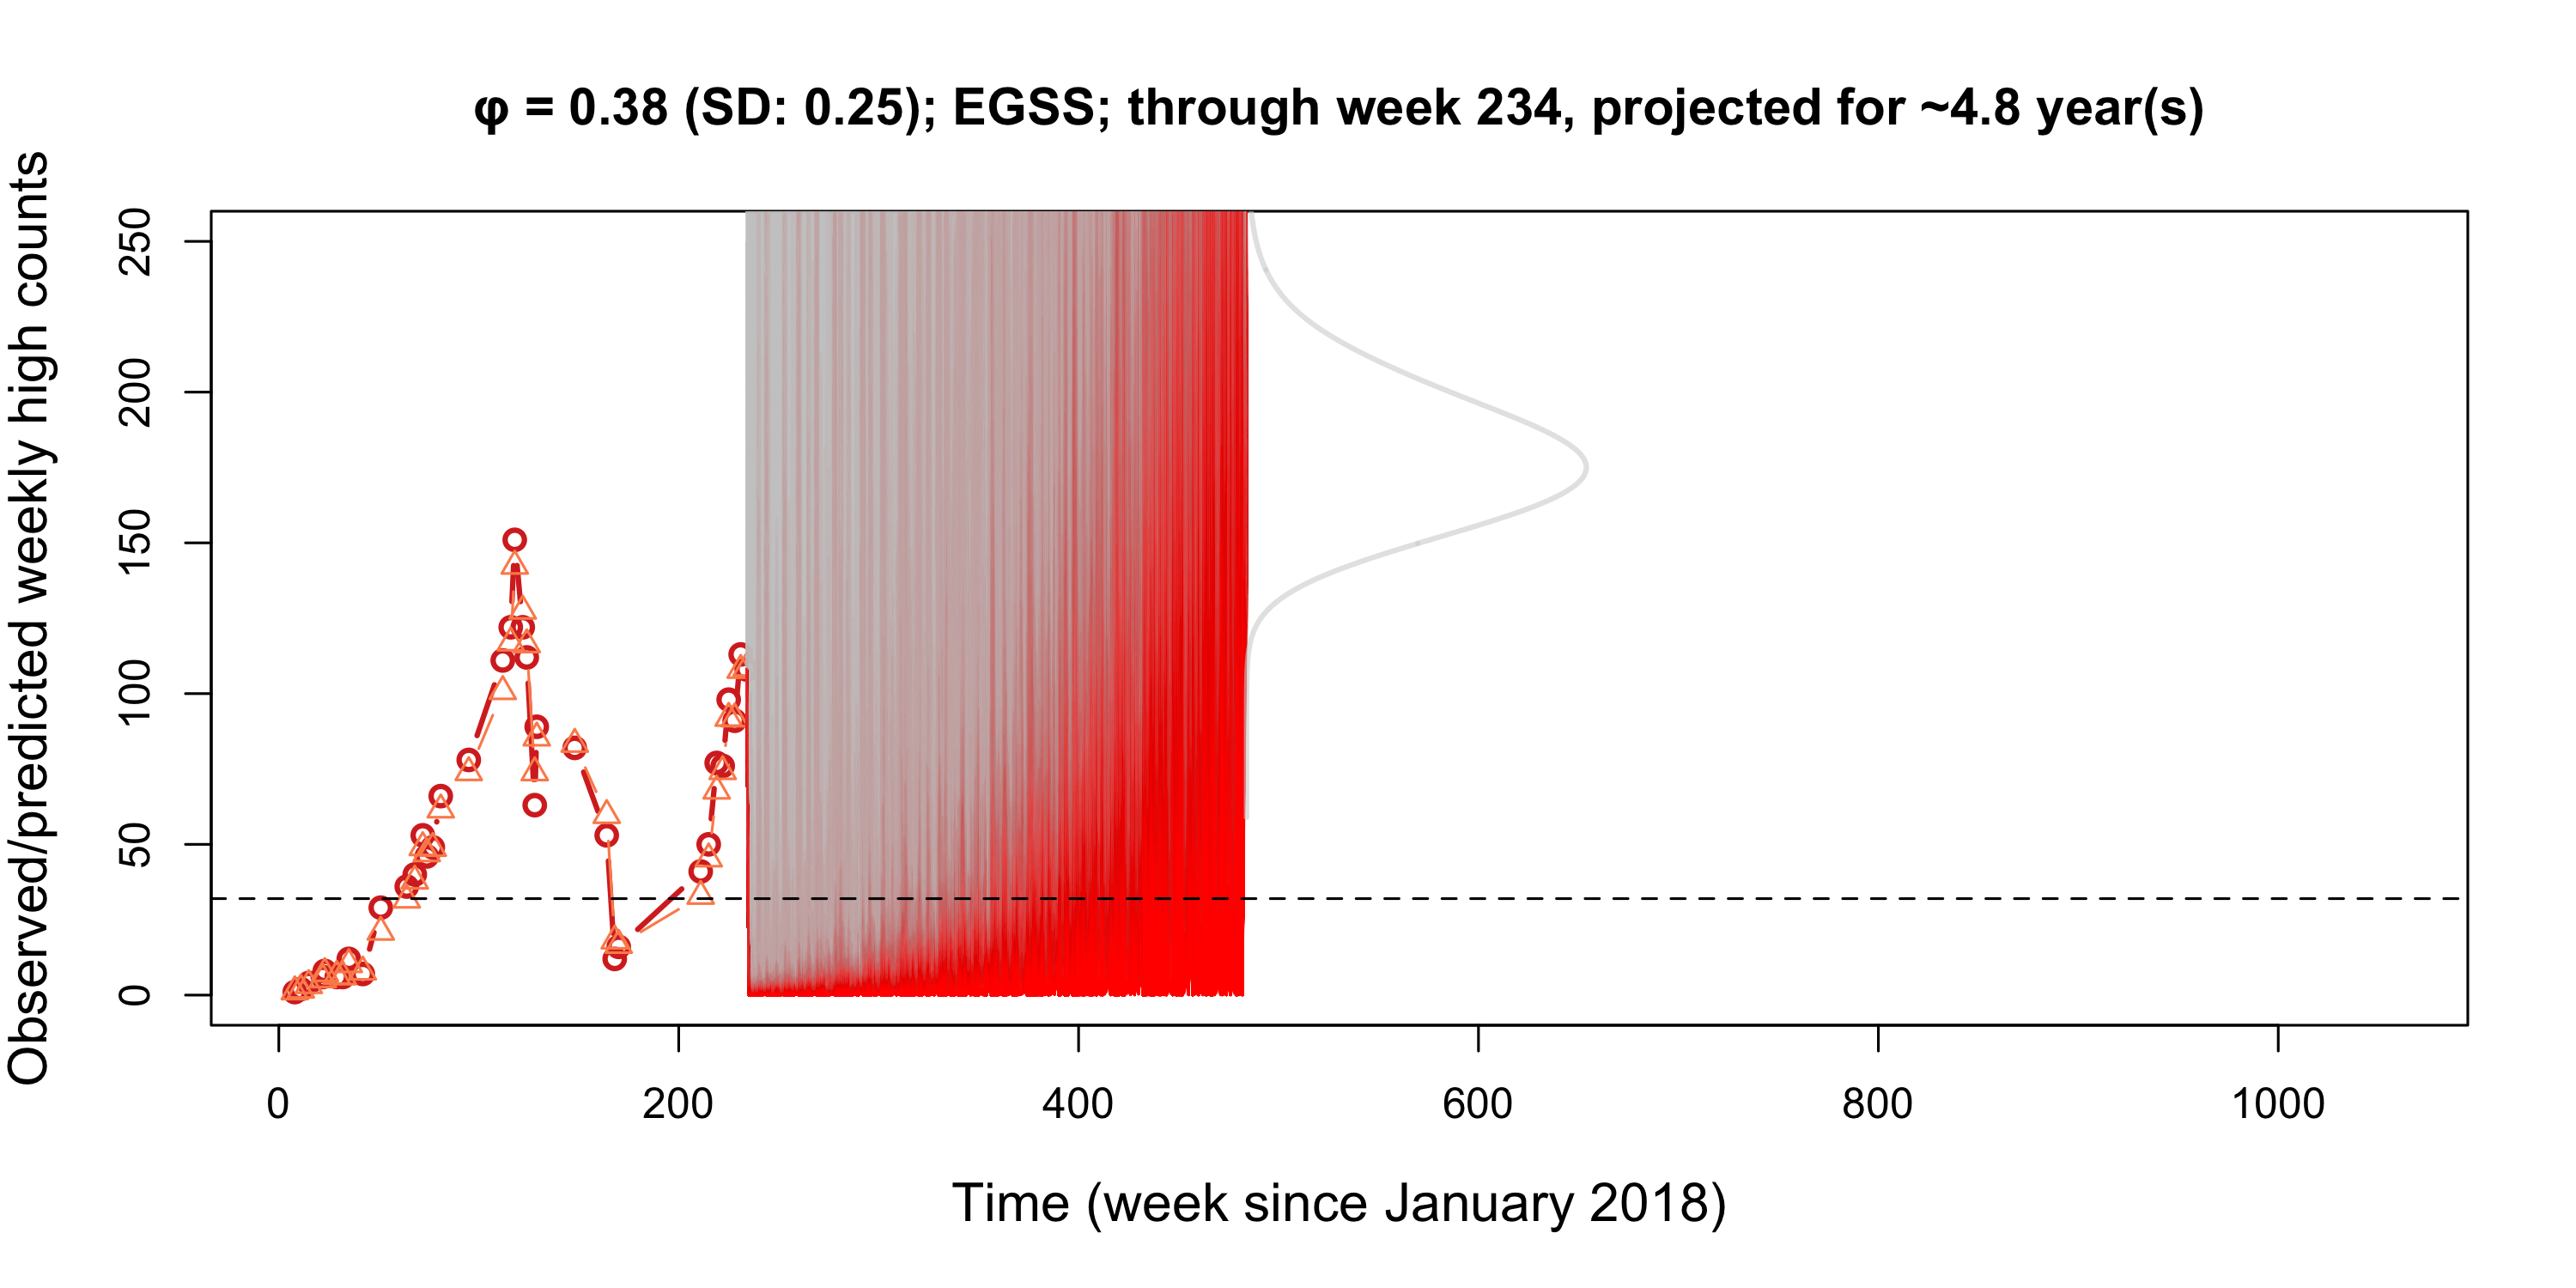 φ = 0.38 (SD: 0.25); EGSS; through week 234, projected for ~4.8 year(s)
Observed/predicted weekly high counts
250
200
150
100
50
0
0 200 400 600 800 1000
Time (week since January 2018)